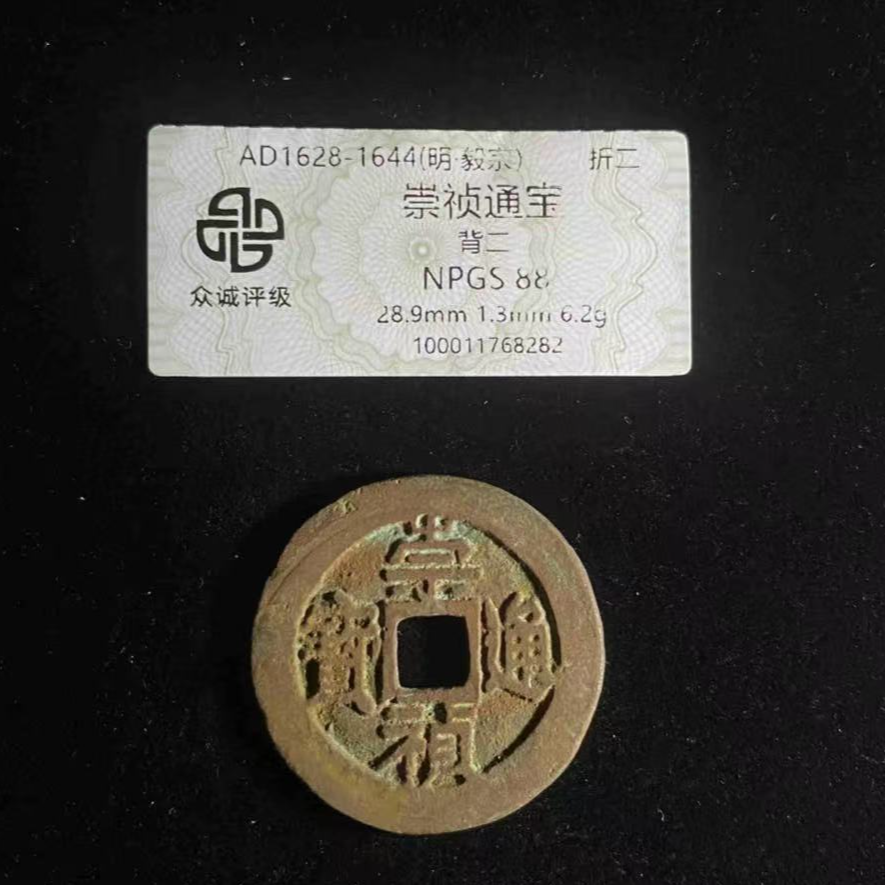 AD1628-1644(明·毅宗) 折二
崇祯通宝
背二
NPGS 88
众诚评级
28.9mm 1.3mm 6.2g
100011768282
崇
寶 通
禎